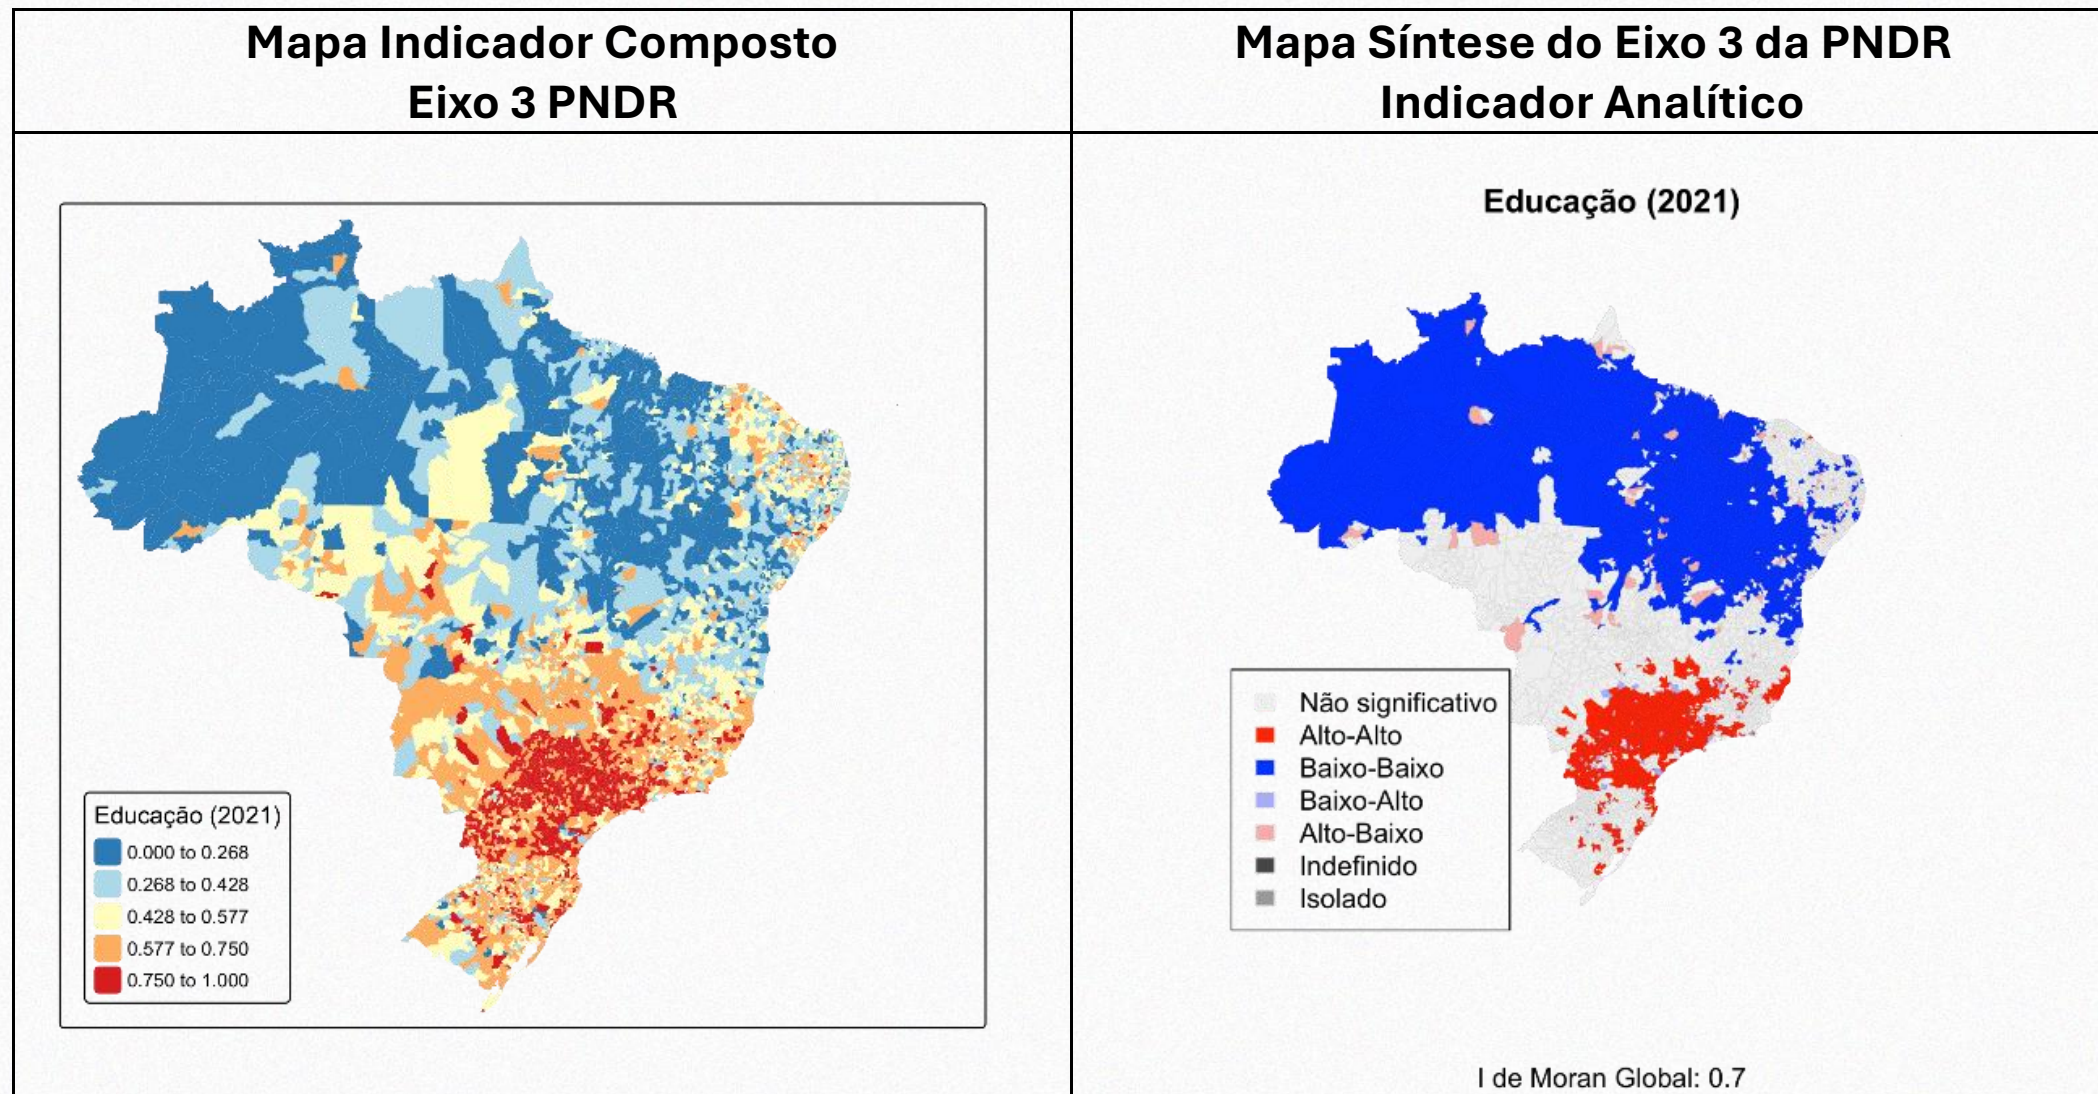 Mapa Indicador Composto
Eixo 3 PNDR
Mapa Síntese do Eixo 3 da PNDR
Indicador Analítico
Educação (2021)
0.000 to 0.268
0.268 to 0.428
0.428 to 0.577
0.577 to 0.750
0.750 to 1.000
Educação (2021)
Não significativo
Alto-Alto
Baixo-Baixo
Baixo-Alto
Alto-Baixo
Indefinido
Isolado
I de Moran Global: 0.7